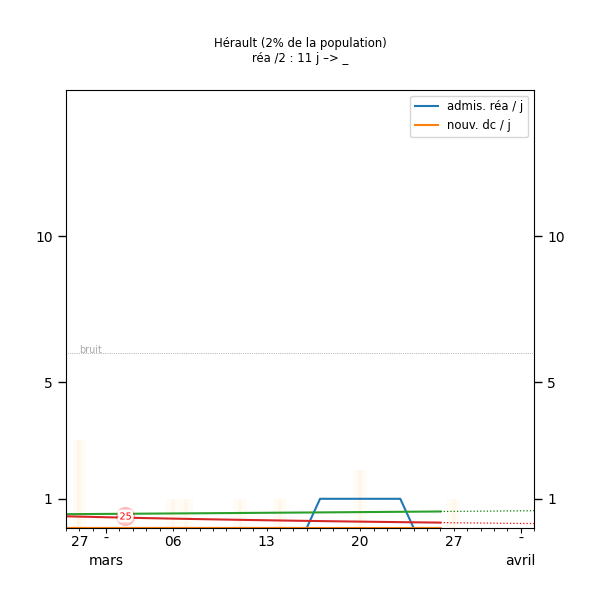 Hérault (2% de la population)
réa /2 : 11 j –> _
admis. réa / j
nouv. dc / j
10 10
bruit
5 5
25
1 1
27 - 06 13 20 27 -
mars avril